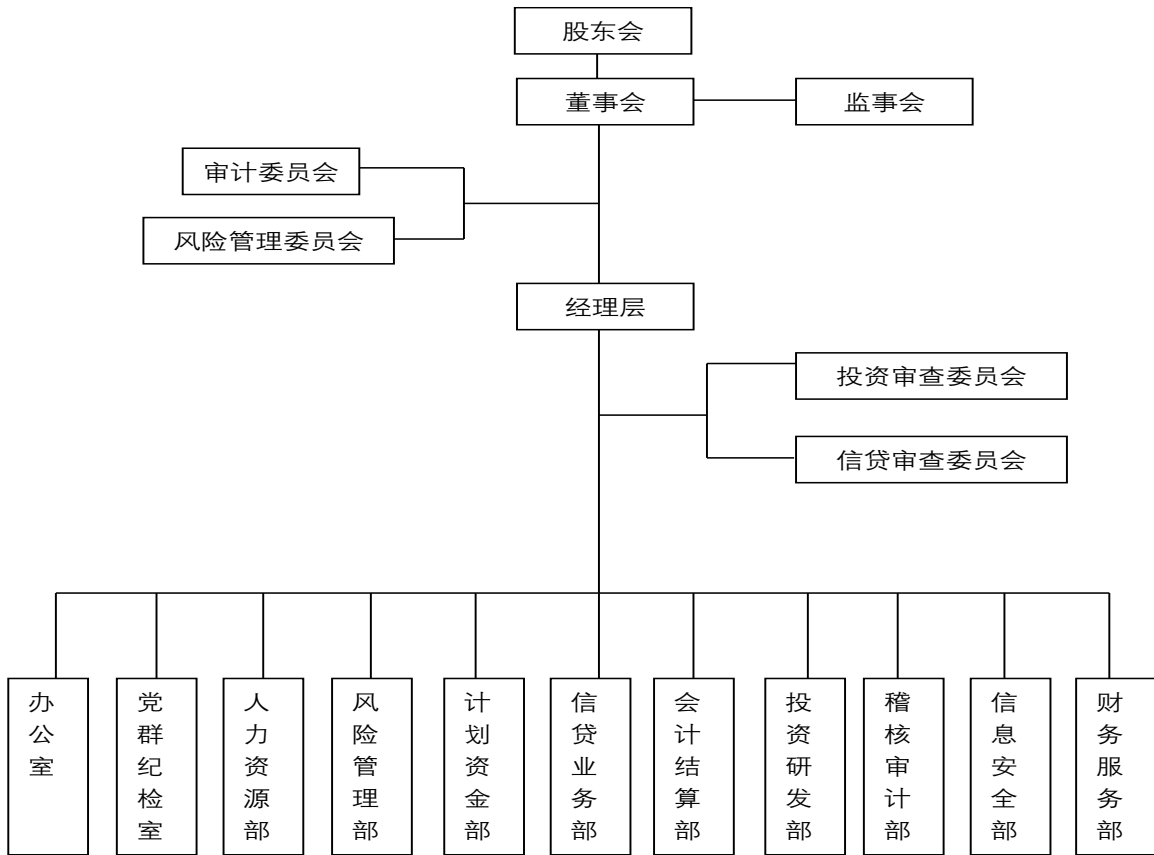 股东会
董事会
监事会
审计委员会
风险管理委员会
经理层
投资审查委员会
信贷审查委员会
办公室
党群纪检室
人力资源部
风险管理部
计划资金部
信贷业务部
会计结算部
投资研发部
稽核审计部
信息安全部
财务服务部